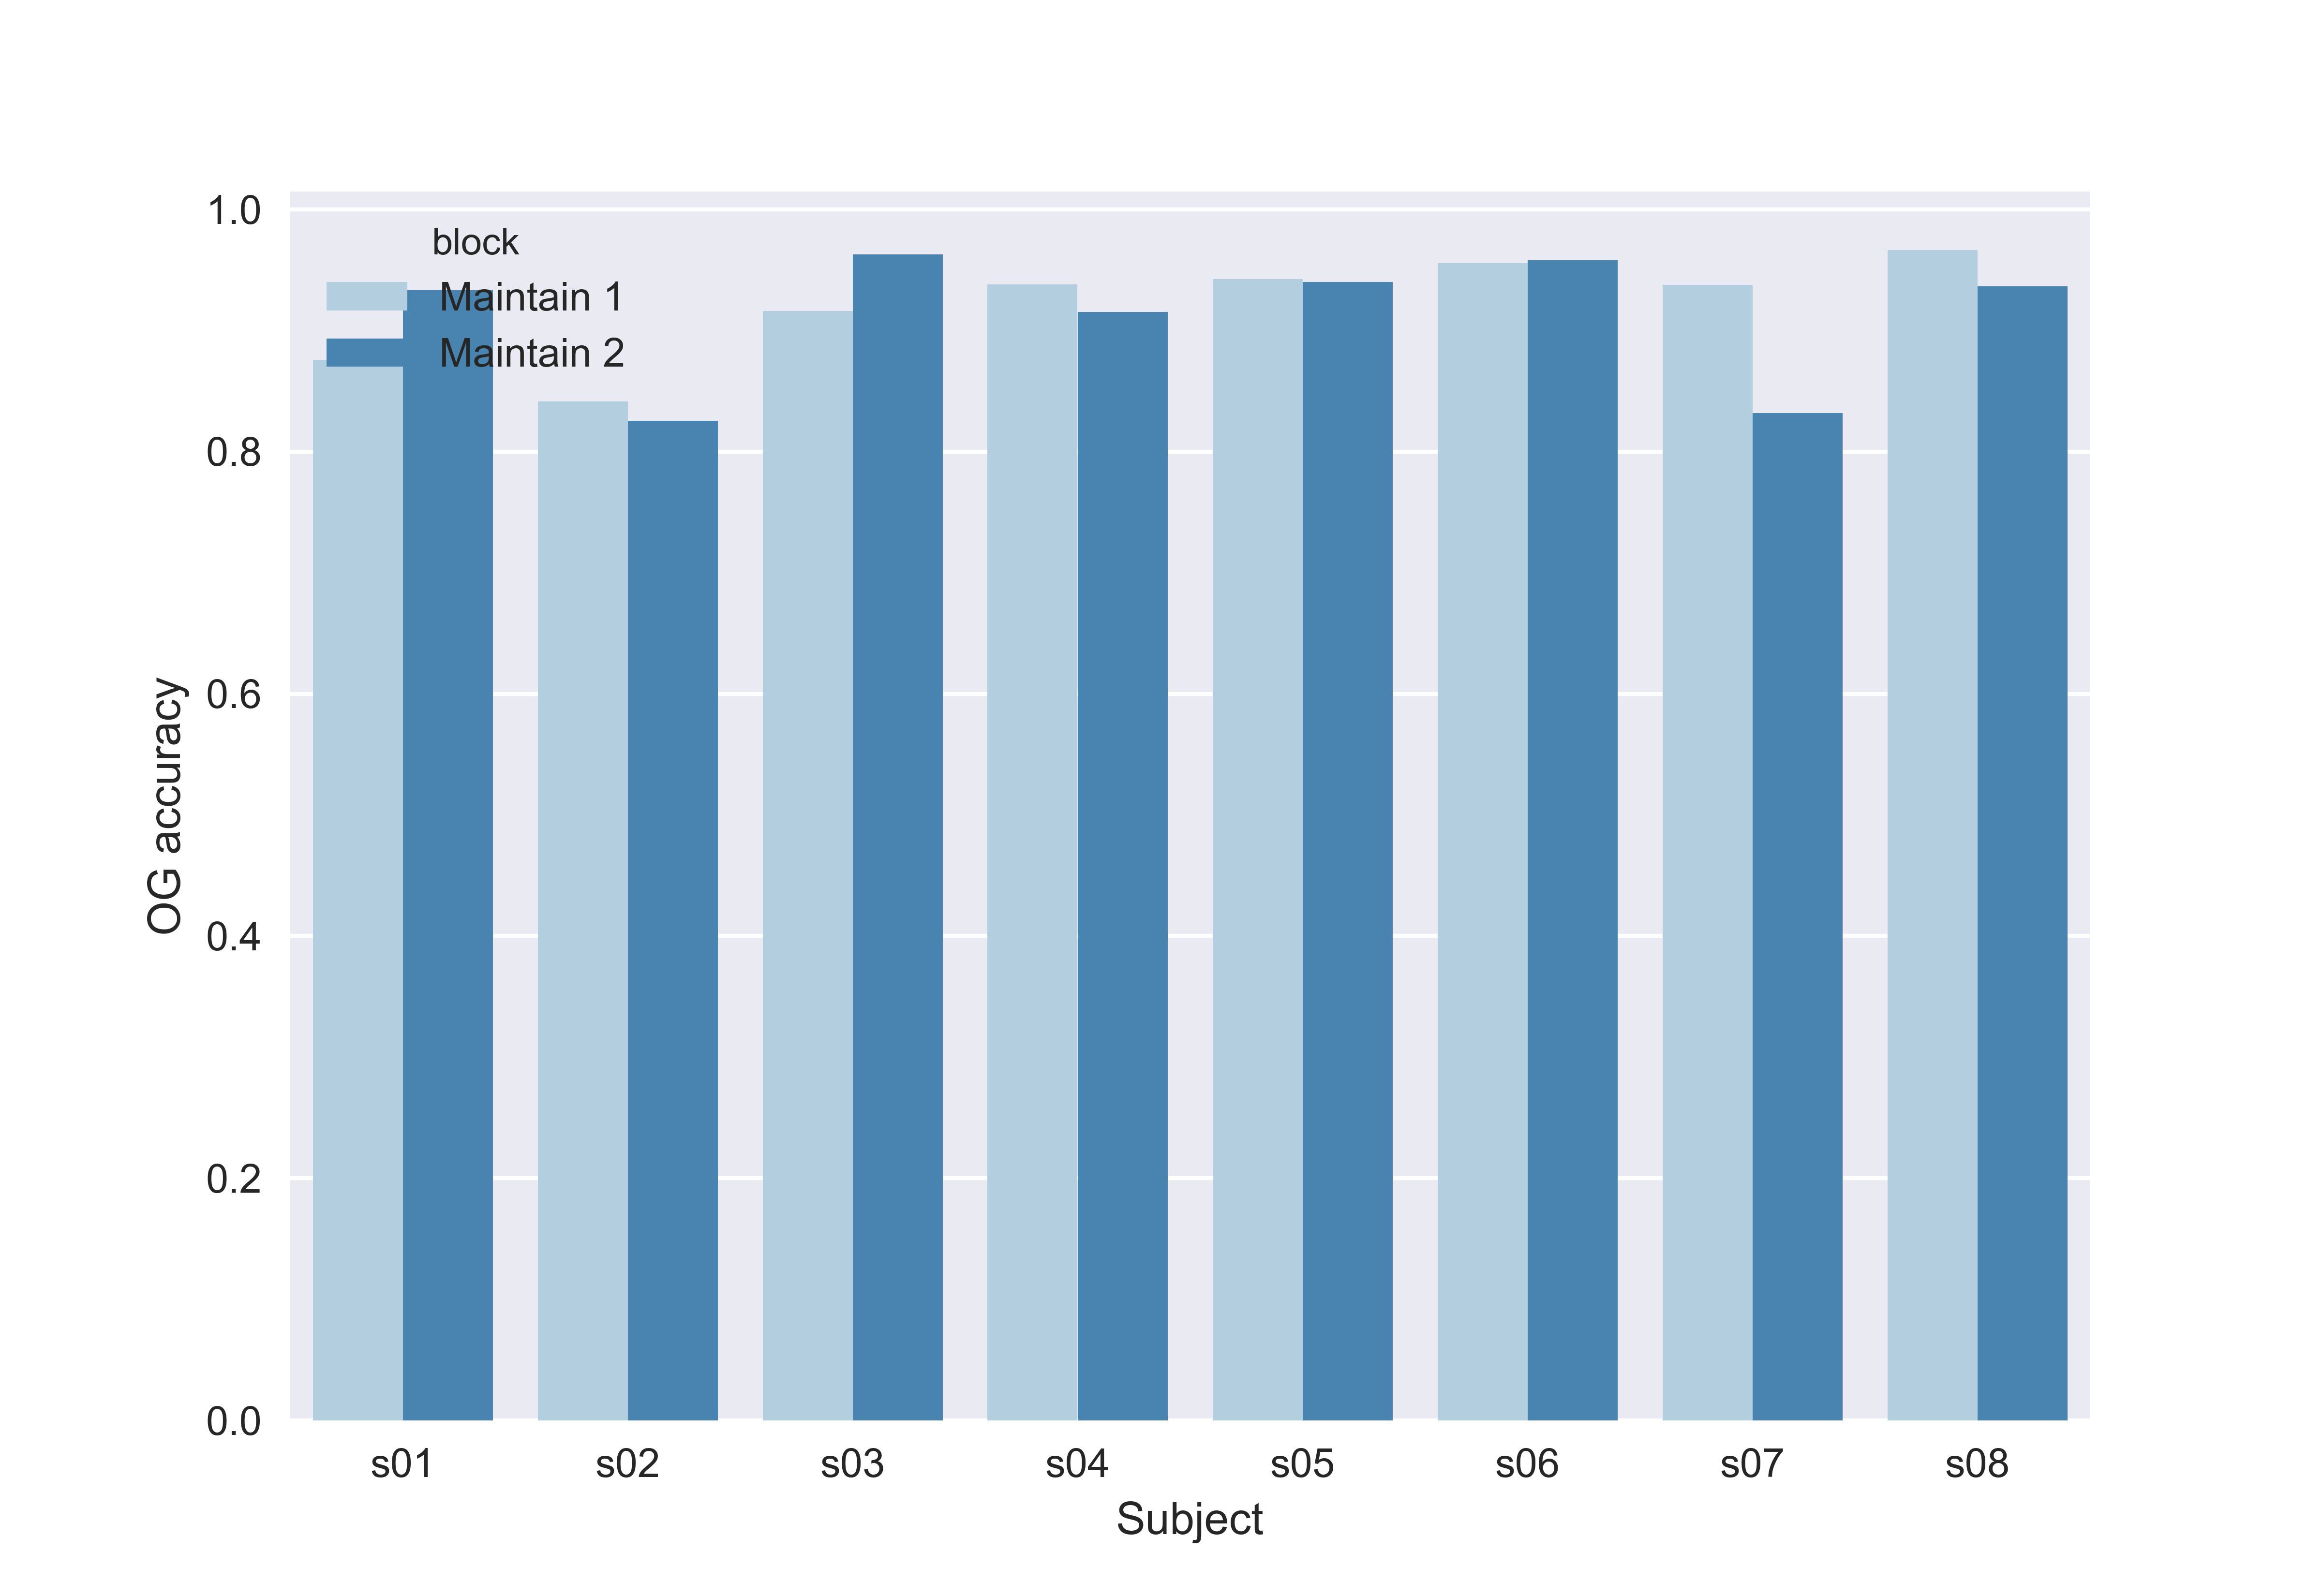 block
Maintain 1
Maintain 2
1.0
0.8
0.6
0.4
0.2
0.0
OG accuracy
s01 s02 s03 s04 s05 s06 s07 s08
Subject